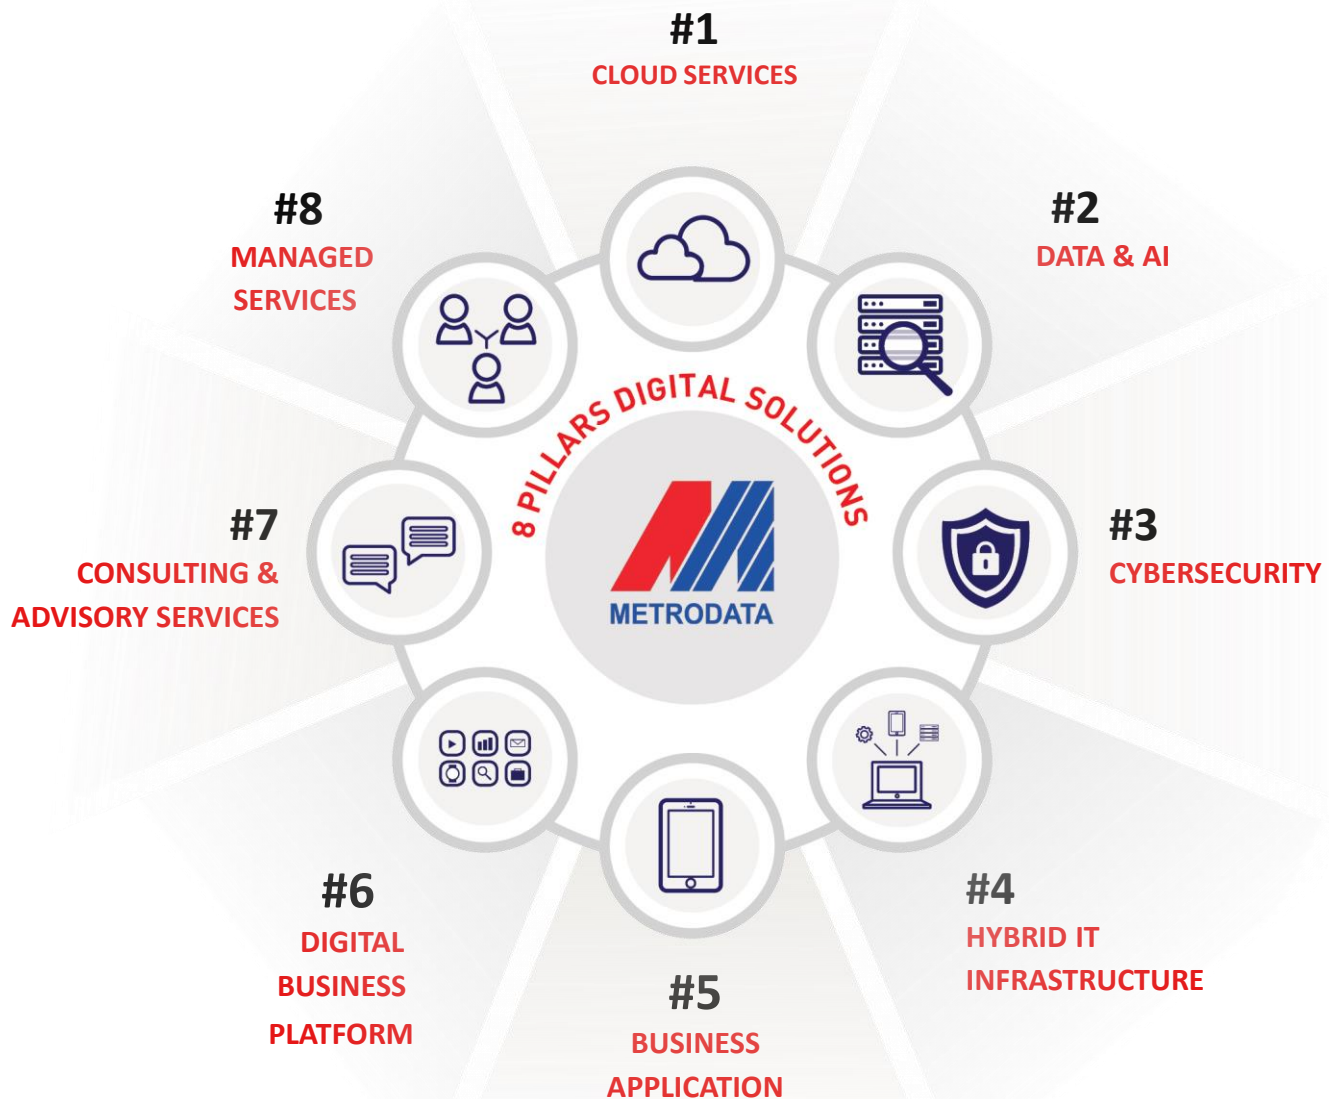 #1
CLOUD SERVICES
#2
DATA & AI
#3
CYBERSECURITY
#4
HYBRID IT
INFRASTRUCTURE
#5
BUSINESS
APPLICATION
#6
DIGITAL
BUSINESS
PLATFORM
#7
CONSULTING &
ADVISORY SERVICES
#8
MANAGED
SERVICES
8 PILLARS DIGITAL SOLUTIONS
METRODATA